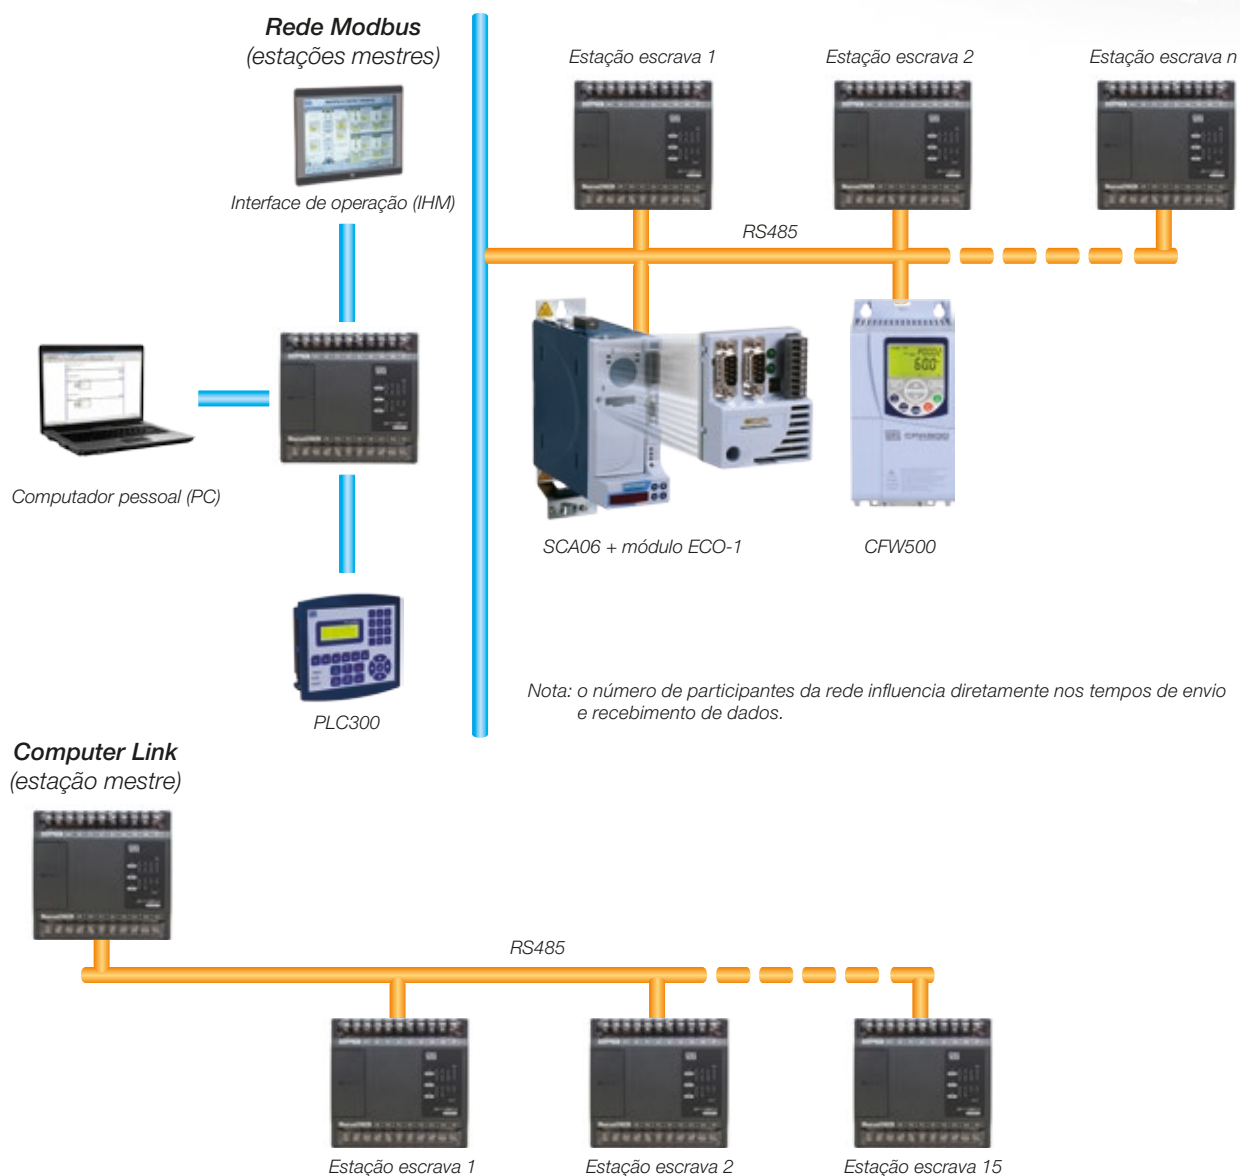 Rede Modbus
(estações mestres)
Interface de operação (IHM)
Computador pessoal (PC)
PLC300
Estação escrava 1
Estação escrava 2
Estação escrava n
RS485
SCA06 + módulo ECO-1
CFW500
Nota: o número de participantes da rede influencia diretamente nos tempos de envio
e recebimento de dados.
Computer Link
(estação mestre)
RS485
Estação escrava 1
Estação escrava 2
Estação escrava 15